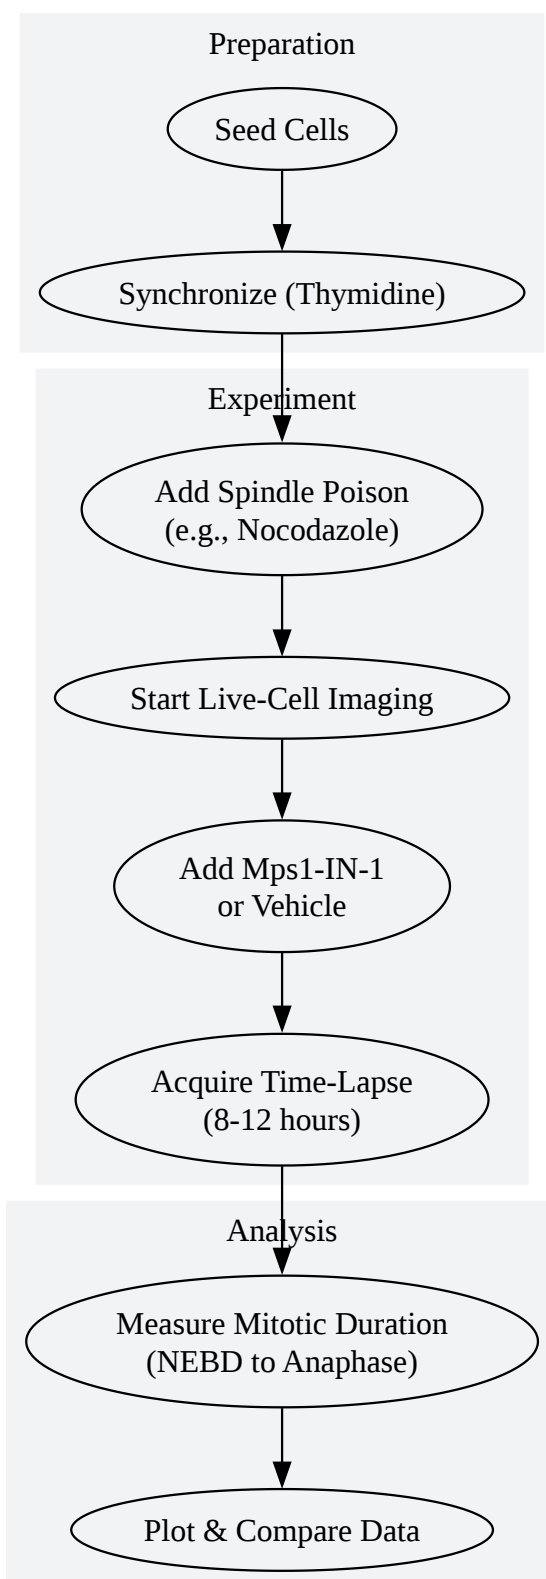 Preparation
Seed Cells
Synchronize (Thymidine)
Experiment
Add Spindle Poison
(e.g., Nocodazole)
Start Live-Cell Imaging
Add Mps1-IN-1
or Vehicle
Acquire Time-Lapse
(8-12 hours)
Analysis
Measure Mitotic Duration
(NEBD to Anaphase)
Plot & Compare Data